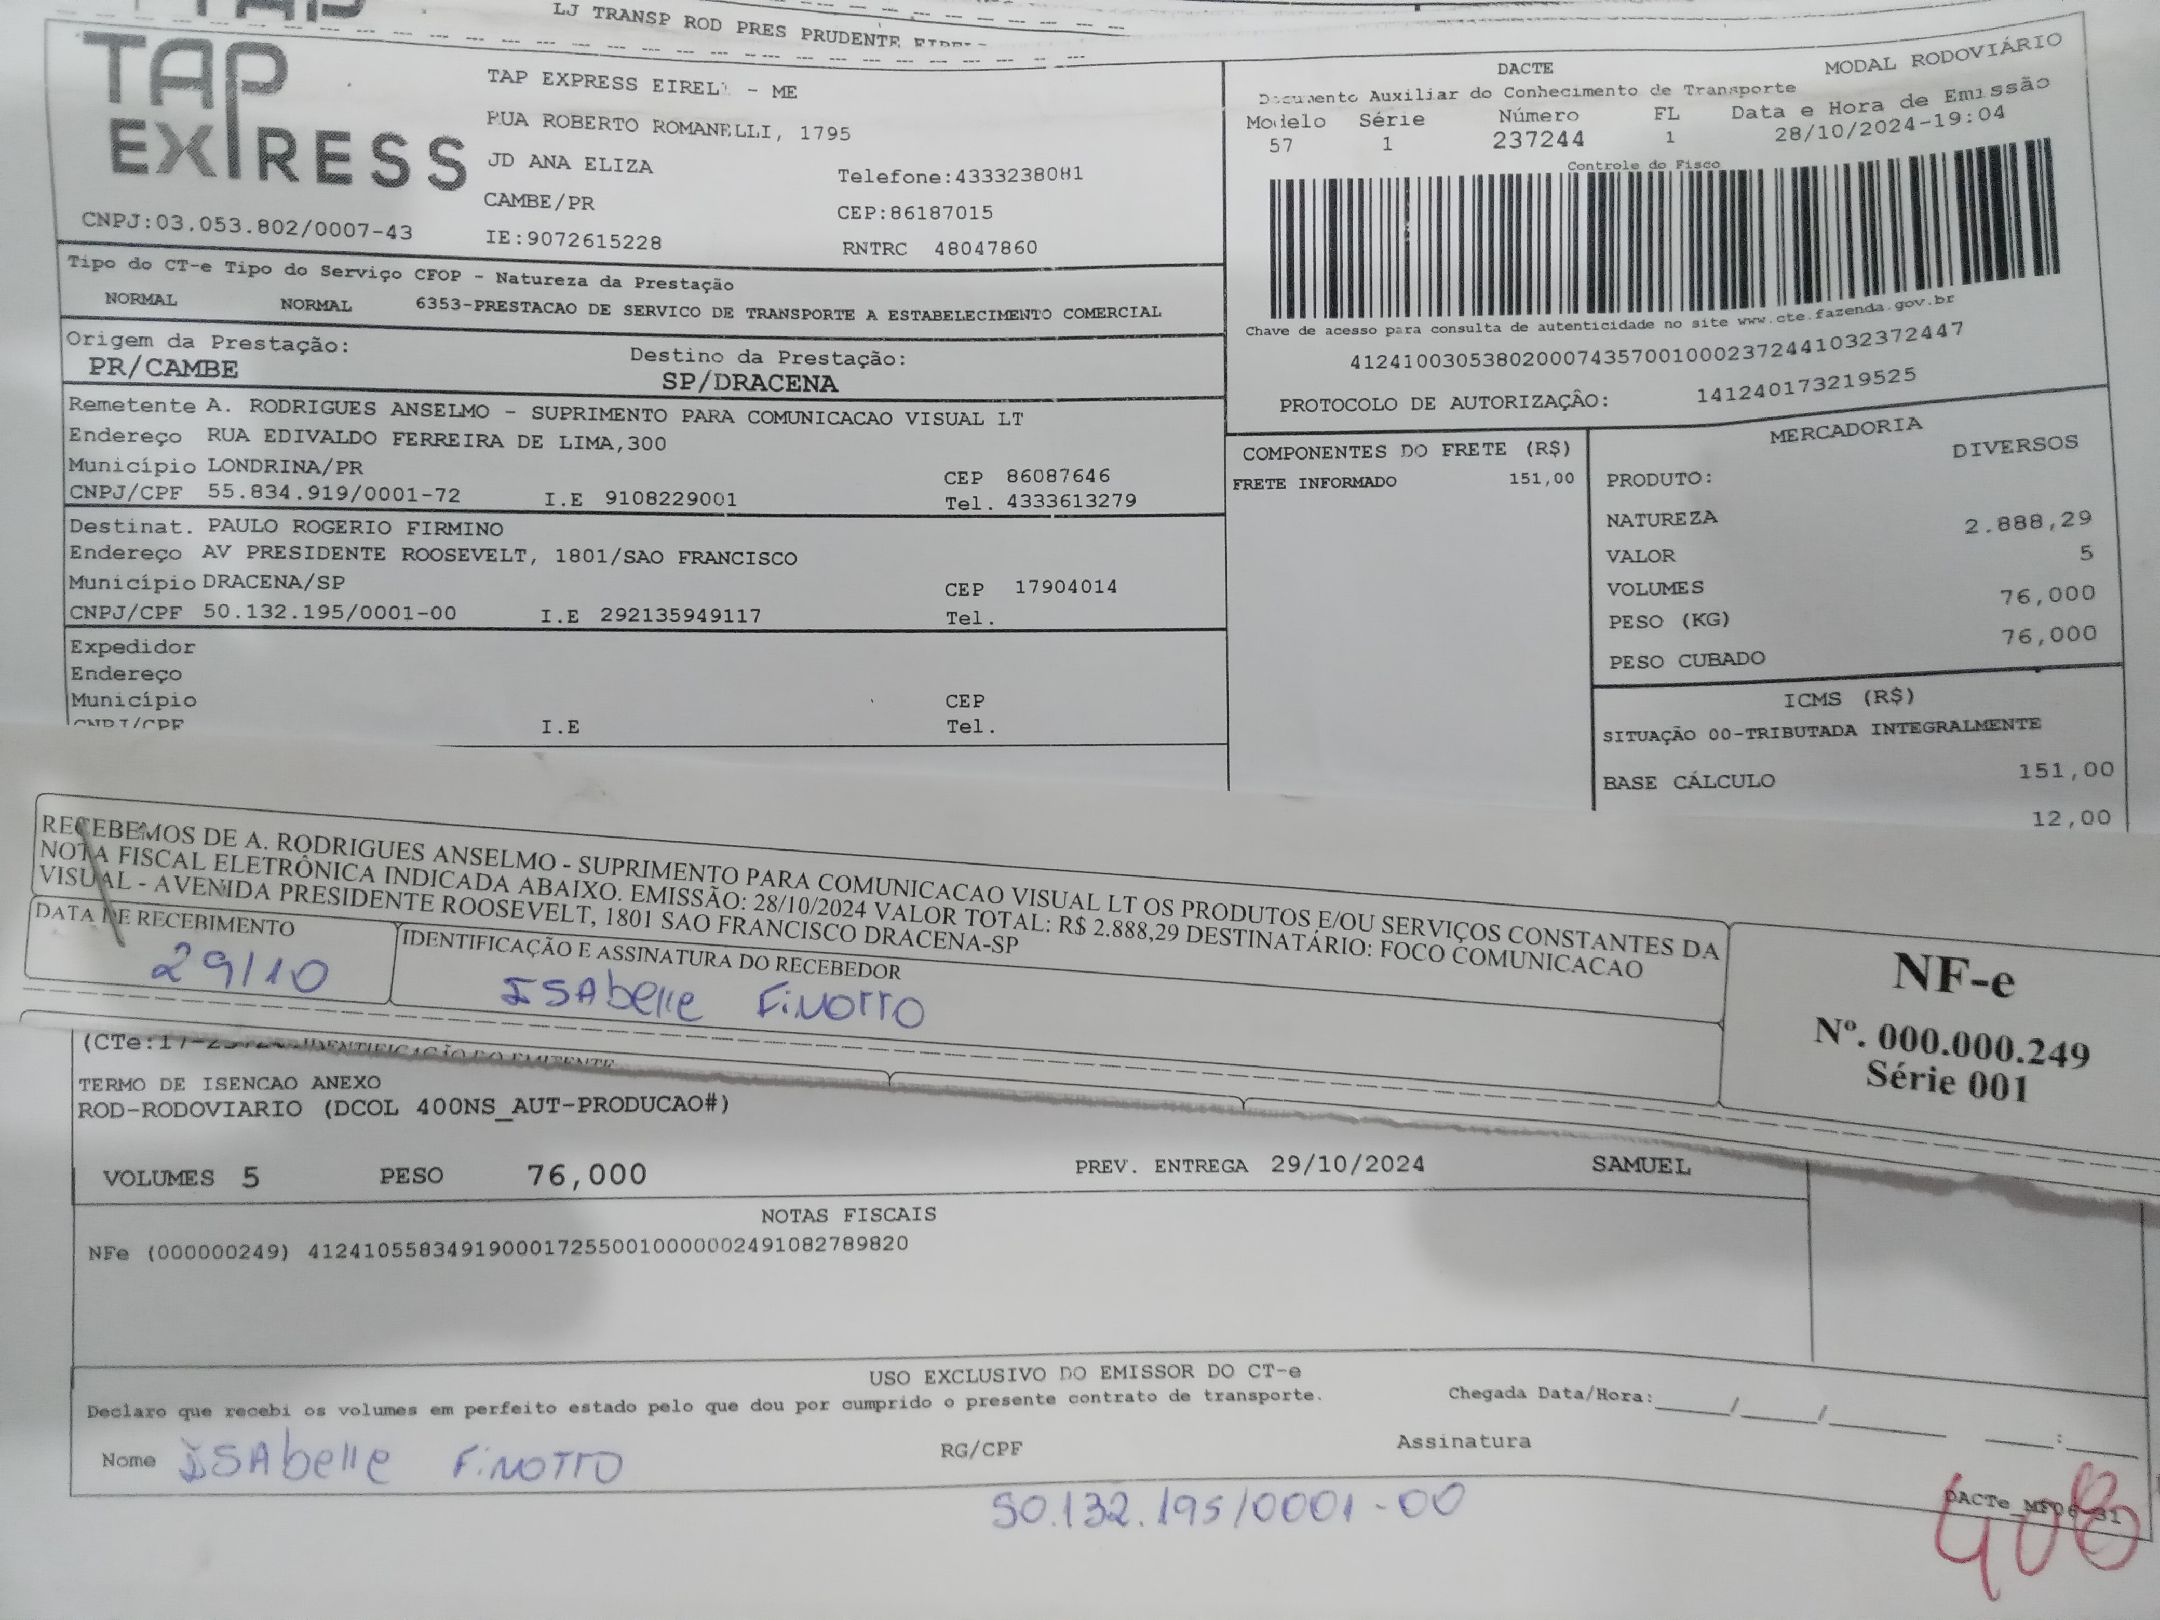 LJ TRANSP ROD PRES PRUDENTE
TAP EXPRESS
TAP EXPRESS EIRELI - ME
RUA ROBERTO ROMANELLI, 1795
JD ANA ELIZA
Telefone:4333238081
CAMBE/PR
CEP:86187015
CNPJ:03.053.802/0007-43
IE:9072615228
RNTRC 48047860
DACTE
MODAL RODOVIÁRIO
Documento Auxiliar do Conhecimento de Transporte
Modelo Série Número FL Data e Hora de Emissão
57 1 237244 1 28/10/2024-19:04
Controle do Fisco
Chave de acesso para consulta de autenticidade no site www.cte.fazenda.gov.br
41241003053802000743570010002372441032372447
PROTOCOLO DE AUTORIZAÇÃO: 141240173219525
Tipo do CT-e Tipo do Serviço CFOP - Natureza da Prestação
NORMAL NORMAL 6353-PRESTACAO DE SERVICO DE TRANSPORTE A ESTABELECIMENTO COMERCIAL
Origem da Prestação: Destino da Prestação:
PR/CAMBE SP/DRACENA
Remetente A. RODRIGUES ANSELMO - SUPRIMENTO PARA COMUNICACAO VISUAL LT
Endereço RUA EDIVALDO FERREIRA DE LIMA,300
Município LONDRINA/PR CEP 86087646
CNPJ/CPF 55.834.919/0001-72 I.E 9108229001 Tel. 4333613279
Destinat. PAULO ROGERIO FIRMINO
Endereço AV PRESIDENTE ROOSEVELT, 1801/SAO FRANCISCO
Município DRACENA/SP CEP 17904014
CNPJ/CPF 50.132.195/0001-00 I.E 292135949117 Tel.
Expedidor
Endereço
Município CEP
CNPJ/CPF I.E Tel.
COMPONENTES DO FRETE (R$)
FRETE INFORMADO 151,00
MERCADORIA
PRODUTO: DIVERSOS
NATUREZA
VALOR 2.888,29
VOLUMES 5
PESO (KG) 76,000
PESO CUBADO 76,000
ICMS (R$)
SITUAÇÃO 00-TRIBUTADA INTEGRALMENTE
BASE CÁLCULO 151,00
12,00
RECEBEMOS DE A. RODRIGUES ANSELMO - SUPRIMENTO PARA COMUNICACAO VISUAL LT OS PRODUTOS E/OU SERVIÇOS CONSTANTES DA
NOTA FISCAL ELETRÔNICA INDICADA ABAIXO. EMISSÃO: 28/10/2024 VALOR TOTAL: R$ 2.888,29 DESTINATÁRIO: FOCO COMUNICACAO
VISUAL - AVENIDA PRESIDENTE ROOSEVELT, 1801 SAO FRANCISCO DRACENA-SP
DATA DE RECEBIMENTO
29/10
IDENTIFICAÇÃO E ASSINATURA DO RECEBEDOR
ISAbelle FiNOTTO
NF-e
Nº. 000.000.249
Série 001
IDENTIFICAÇÃO DO EMITENTE
TERMO DE ISENCAO ANEXO
ROD-RODOVIARIO (DCOL 400NS_AUT-PRODUCAO#)
VOLUMES 5 PESO 76,000 PREV. ENTREGA 29/10/2024 SAMUEL
NOTAS FISCAIS
NFe (000000249) 41241055834919000172550010000002491082789820
USO EXCLUSIVO DO EMISSOR DO CT-e
Declaro que recebi os volumes em perfeito estado pelo que dou por cumprido o presente contrato de transporte.
Chegada Data/Hora:____/____/______ ____:____
Nome ISAbelle FiNOTTO RG/CPF Assinatura
50.132.195/0001-00
408